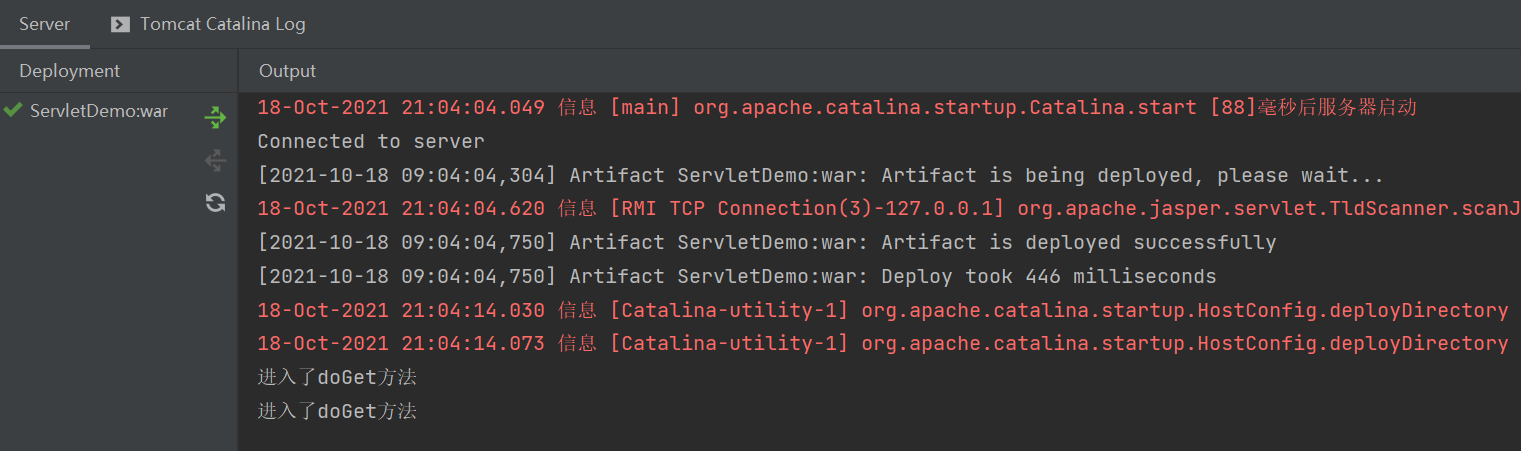 Server Tomcat Catalina Log
Deployment Output
ServletDemo:war
18-Oct-2021 21:04:04.049 信息 [main] org.apache.catalina.startup.Catalina.start [88]毫秒后服务器启动
Connected to server
[2021-10-18 09:04:04,304] Artifact ServletDemo:war: Artifact is being deployed, please wait...
18-Oct-2021 21:04:04.620 信息 [RMI TCP Connection(3)-127.0.0.1] org.apache.jasper.servlet.TldScanner.scanJ
[2021-10-18 09:04:04,750] Artifact ServletDemo:war: Artifact is deployed successfully
[2021-10-18 09:04:04,750] Artifact ServletDemo:war: Deploy took 446 milliseconds
18-Oct-2021 21:04:14.030 信息 [Catalina-utility-1] org.apache.catalina.startup.HostConfig.deployDirectory
18-Oct-2021 21:04:14.073 信息 [Catalina-utility-1] org.apache.catalina.startup.HostConfig.deployDirectory
进入了doGet方法
进入了doGet方法